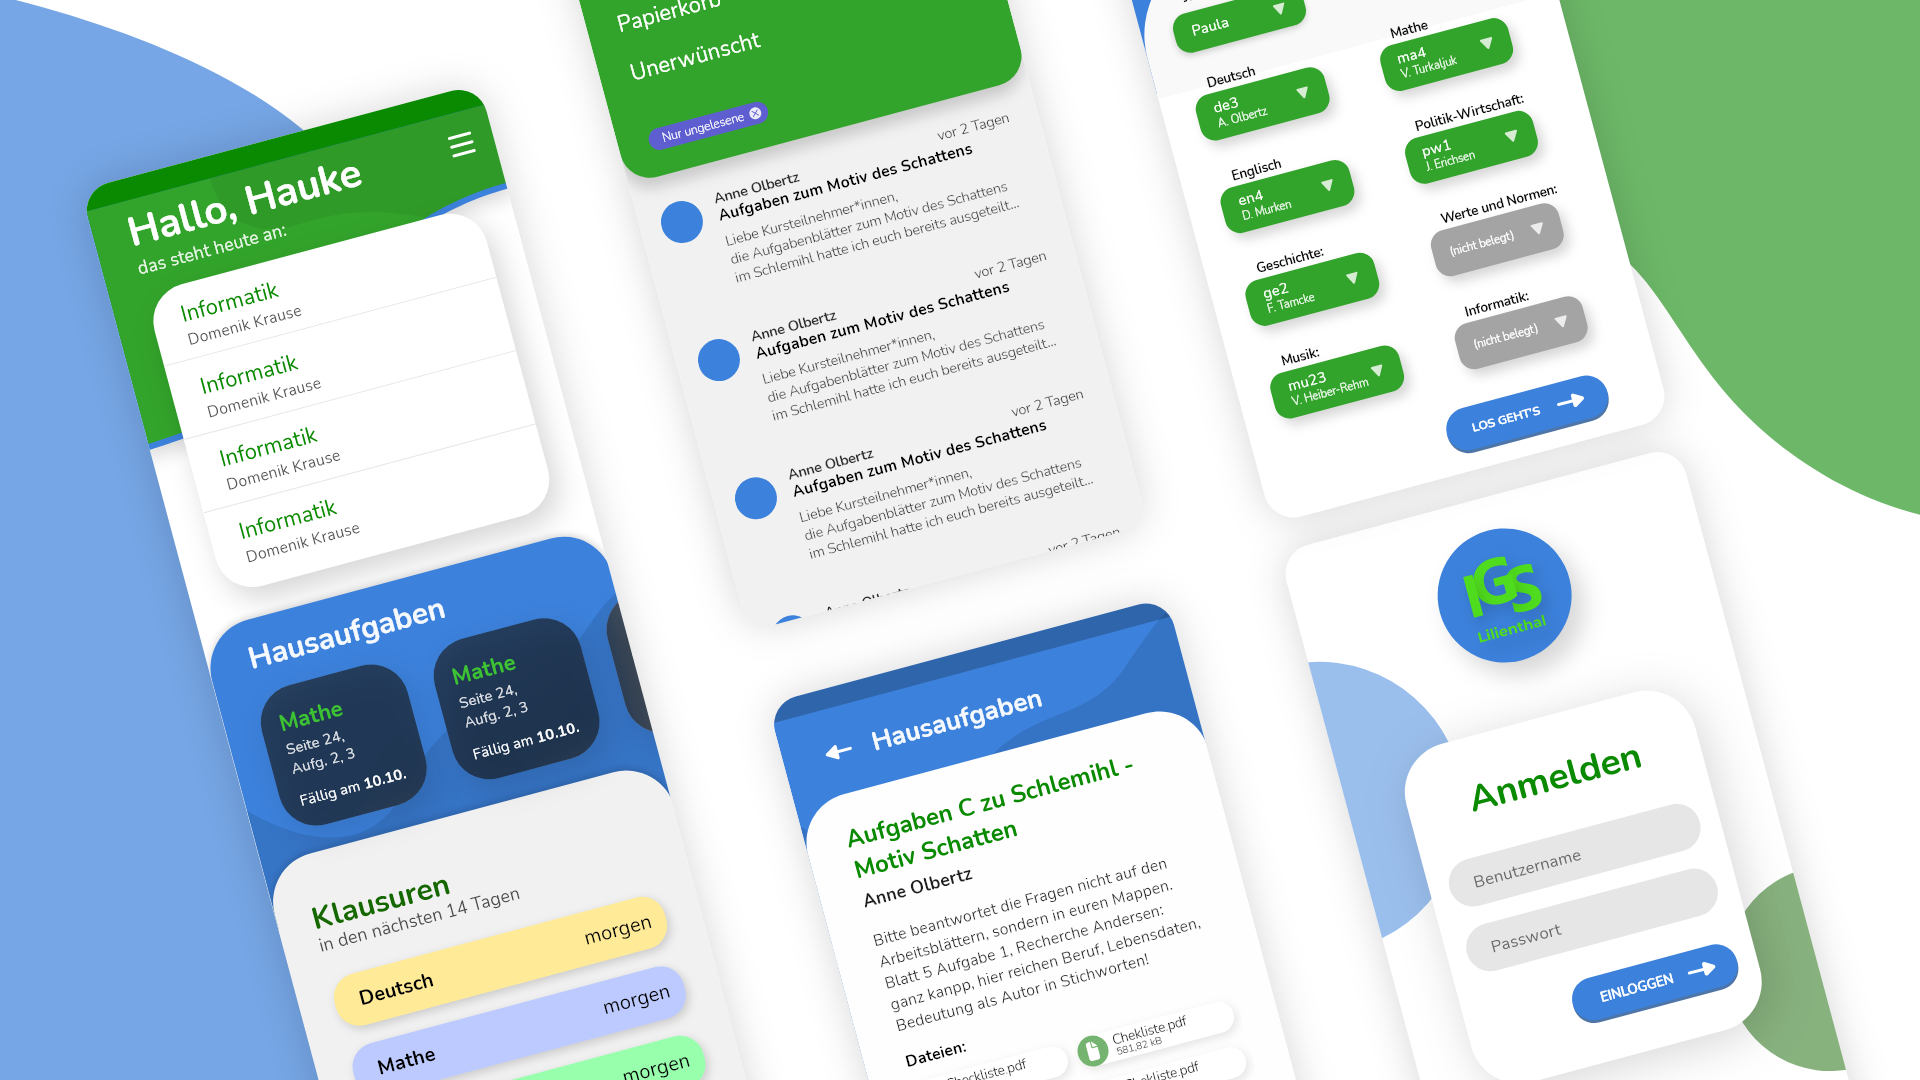 Hallo, Hauke
das steht heute an:
Informatik
Domenik Krause
Informatik
Domenik Krause
Informatik
Domenik Krause
Informatik
Domenik Krause
Hausaufgaben
Mathe
Seite 24,
Aufg. 2, 3
Fällig am 10.10.
Mathe
Seite 24,
Aufg. 2, 3
Fällig am 10.10.
Klausuren
in den nächsten 14 Tagen
Deutsch morgen
Mathe morgen
morgen
Papierkorb
Unerwünscht
Nur ungelesene
vor 2 Tagen
Anne Olbertz
Aufgaben zum Motiv des Schattens
Liebe Kursteilnehmer*innen,
die Aufgabenblätter zum Motiv des Schattens
im Schlemihl hatte ich euch bereits ausgeteilt...
vor 2 Tagen
Anne Olbertz
Aufgaben zum Motiv des Schattens
Liebe Kursteilnehmer*innen,
die Aufgabenblätter zum Motiv des Schattens
im Schlemihl hatte ich euch bereits ausgeteilt...
vor 2 Tagen
Anne Olbertz
Aufgaben zum Motiv des Schattens
Liebe Kursteilnehmer*innen,
die Aufgabenblätter zum Motiv des Schattens
im Schlemihl hatte ich euch bereits ausgeteilt...
vor 2 Tagen
Anne Olbertz
Hausaufgaben
Aufgaben C zu Schlemihl -
Motiv Schatten
Anne Olbertz
Bitte beantwortet die Fragen nicht auf den
Arbeitsblättern, sondern in euren Mappen.
Blatt 5 Aufgabe 1, Recherche Andersen:
ganz kanpp, hier reichen Beruf, Lebensdaten,
Bedeutung als Autor in Stichworten!
Dateien:
Checkliste.pdf
Chekliste.pdf
581,82 kB
Chekliste.pdf
Paula
Deutsch
de3
A. Olbertz
Englisch
en4
D. Murken
Geschichte:
ge2
F. Tamcke
Musik:
mu23
V. Heiber-Rehm
Mathe
ma4
V. Turkaljuk
Politik-Wirtschaft:
pw1
J. Erichsen
Werte und Normen:
(nicht belegt)
Informatik:
(nicht belegt)
LOS GEHT'S
IGS
Lilienthal
Anmelden
Benutzername
Passwort
EINLOGGEN